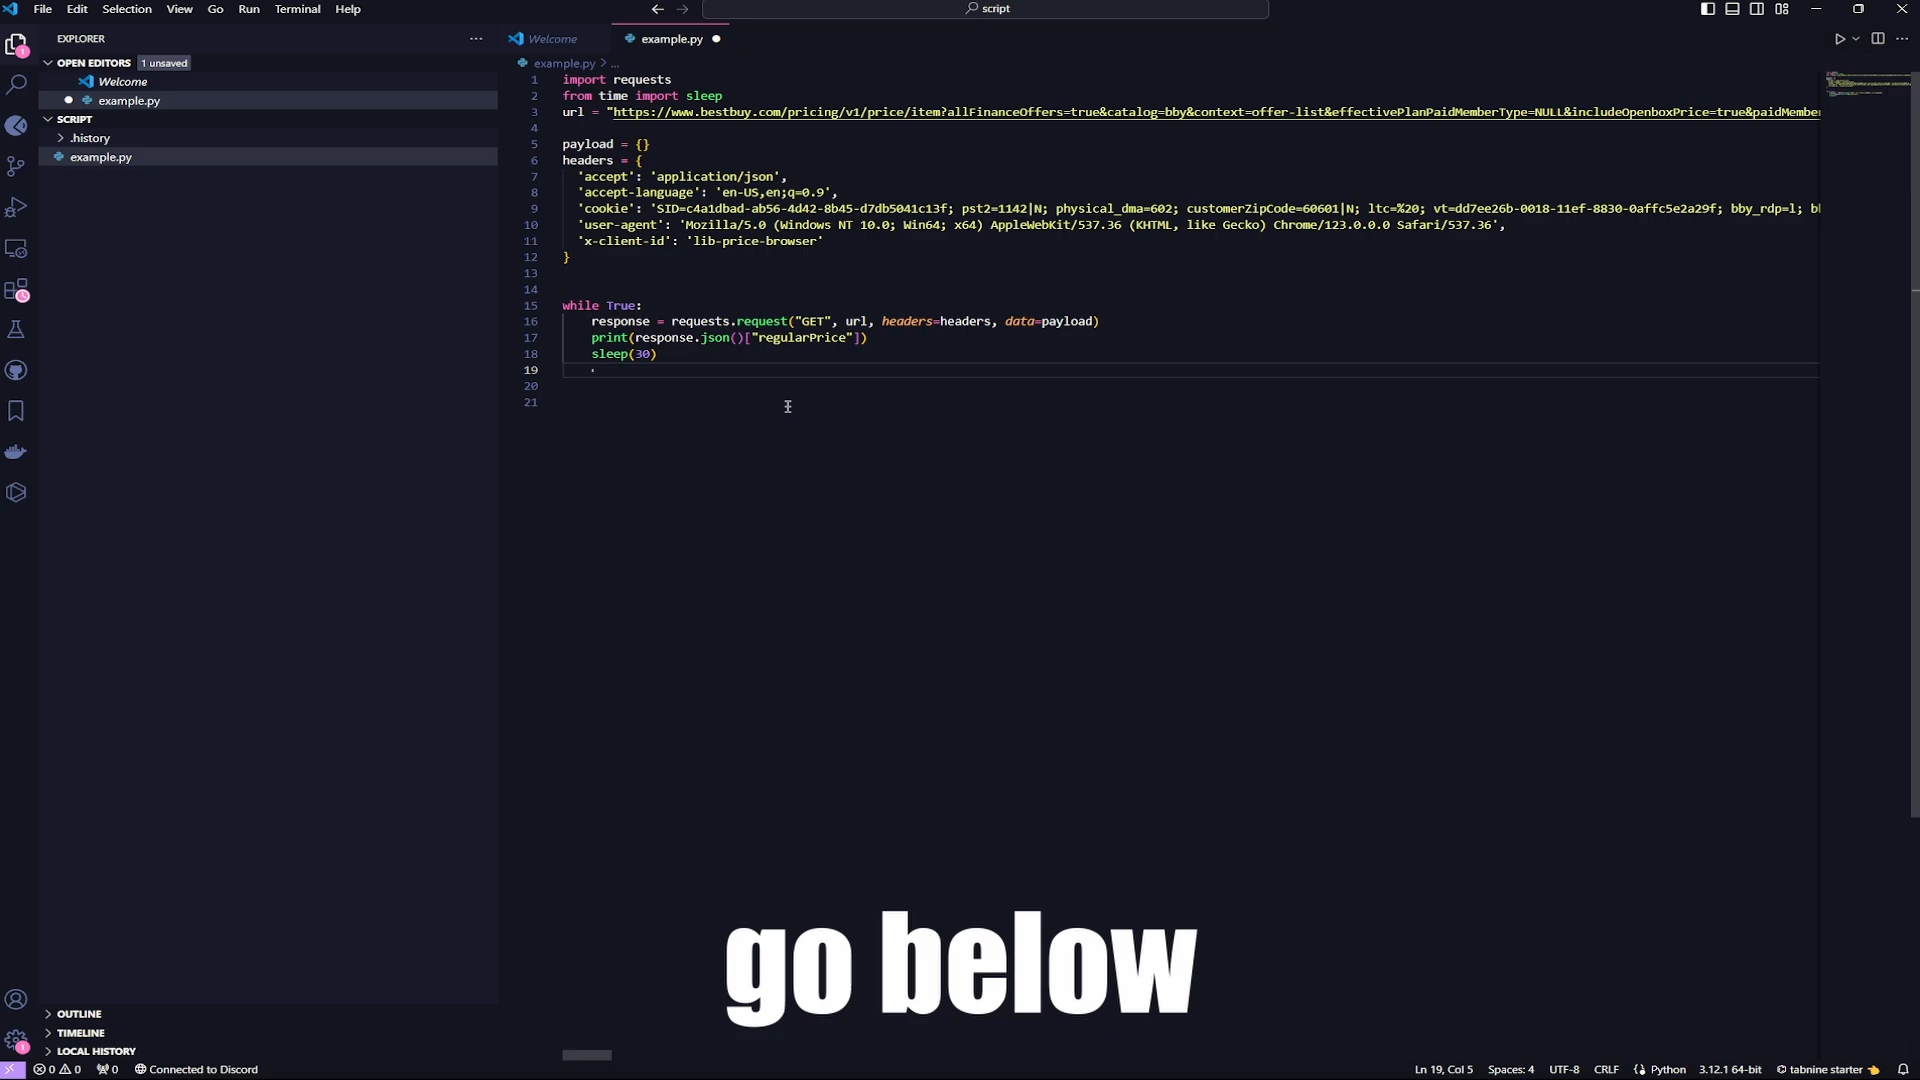 File Edit Selection View Go Run Terminal Help
script
EXPLORER
Welcome
example.py
OPEN EDITORS 1 unsaved
Welcome
example.py
SCRIPT
.history
example.py
example.py > ...
1 import requests
2 from time import sleep
3 url = "https://www.bestbuy.com/pricing/v1/price/item?allFinanceOffers=true&catalog=bby&context=offer-list&effectivePlanPaidMemberType=NULL&includeOpenboxPrice=true&paidMember
4
5 payload = {}
6 headers = {
7 'accept': 'application/json',
8 'accept-language': 'en-US,en;q=0.9',
9 'cookie': 'SID=c4a1dbad-ab56-4d42-8b45-d7db5041c13f; pst2=1142|N; physical_dma=602; customerZipCode=60601|N; ltc=%20; vt=dd7ee26b-0018-11ef-8830-0affc5e2a29f; bby_rdp=l;
10 'user-agent': 'Mozilla/5.0 (Windows NT 10.0; Win64; x64) AppleWebKit/537.36 (KHTML, like Gecko) Chrome/123.0.0.0 Safari/537.36',
11 'x-client-id': 'lib-price-browser'
12 }
13
14
15 while True:
16 response = requests.request("GET", url, headers=headers, data=payload)
17 print(response.json()["regularPrice"])
18 sleep(30)
19
20
21
go below
OUTLINE
TIMELINE
LOCAL HISTORY
0 0 0 Connected to Discord
Ln 19, Col 5 Spaces: 4 UTF-8 CRLF Python 3.12.1 64-bit tabnine starter